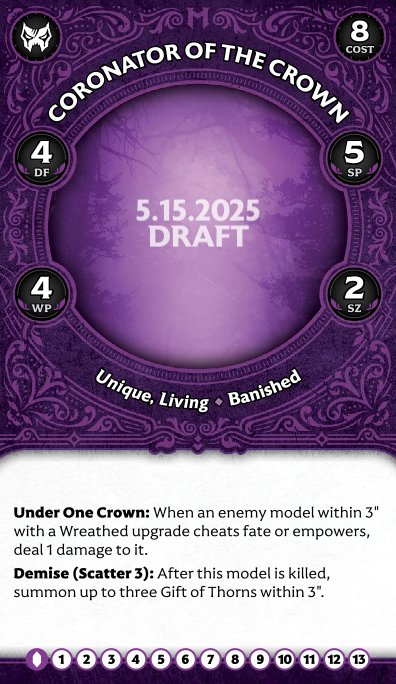 8
COST
CORONATOR OF THE CROWN
4
DF
5
SP
5.15.2025
DRAFT
4
WP
2
SZ
Unique, Living ◆ Banished
Under One Crown: When an enemy model within 3"
with a Wreathed upgrade cheats fate or empowers,
deal 1 damage to it.
Demise (Scatter 3): After this model is killed,
summon up to three Gift of Thorns within 3".
1 2 3 4 5 6 7 8 9 10 11 12 13